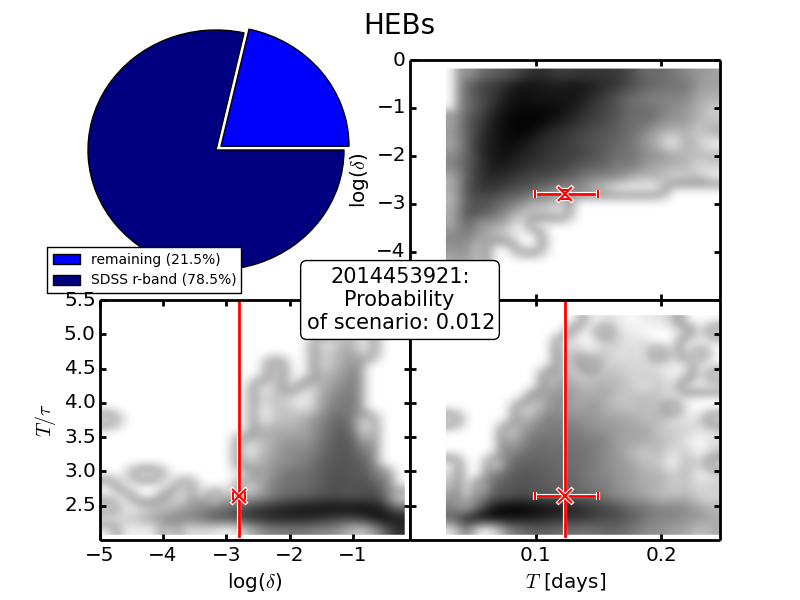 HEBs
remaining (21.5%)
SDSS r-band (78.5%)
0
−1
−2
−3
−4
log(δ)
2014453921:
Probability
of scenario: 0.012
5.5
5.0
4.5
4.0
3.5
3.0
2.5
T/τ
−5 −4 −3 −2 −1
log(δ)
0.1 0.2
T [days]